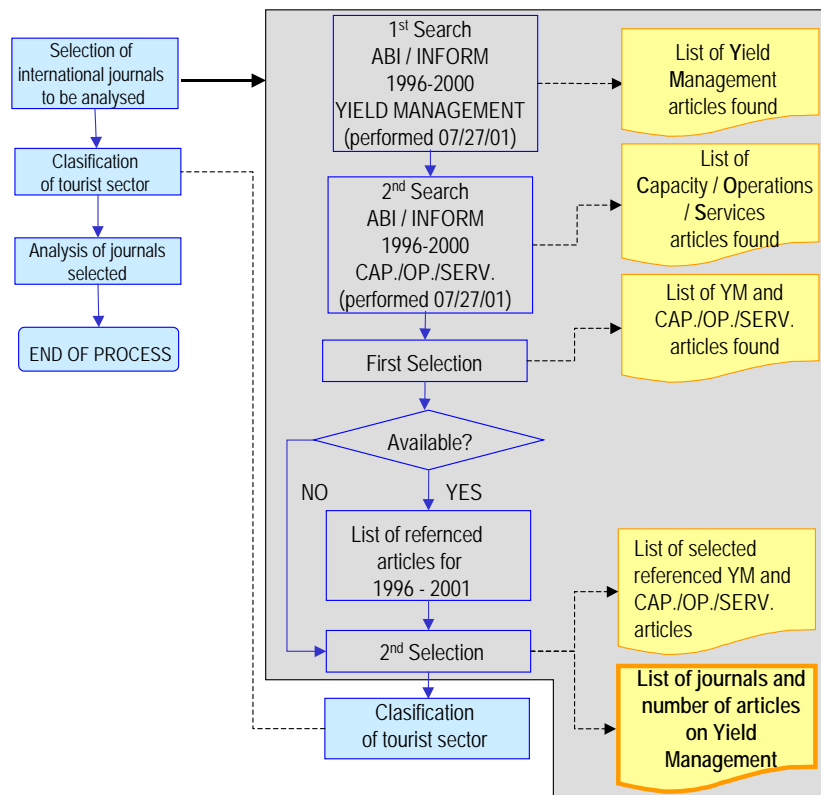 Selection of
international journals
to be analysed
Clasification
of tourist sector
Analysis of journals
selected
END OF PROCESS
1st Search
ABI / INFORM
1996-2000
YIELD MANAGEMENT
(performed 07/27/01)
2nd Search
ABI / INFORM
1996-2000
CAP./OP./SERV.
(performed 07/27/01)
First Selection
Available?
NO
YES
List of refernced
articles for
1996 - 2001
2nd Selection
Clasification
of tourist sector
List of Yield
Management
articles found
List of
Capacity / Operations
/ Services
articles found
List of YM and
CAP./OP./SERV.
articles found
List of selected
referenced YM and
CAP./OP./SERV.
articles
List of journals and
number of articles
on Yield
Management